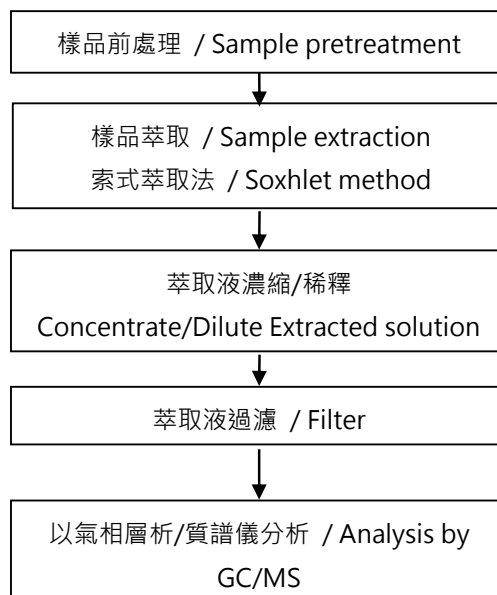 樣品前處理 / Sample pretreatment
樣品萃取 / Sample extraction
索式萃取法 / Soxhlet method
萃取液濃縮/稀釋
Concentrate/Dilute Extracted solution
萃取液過濾 / Filter
以氣相層析/質譜儀分析 / Analysis by
GC/MS